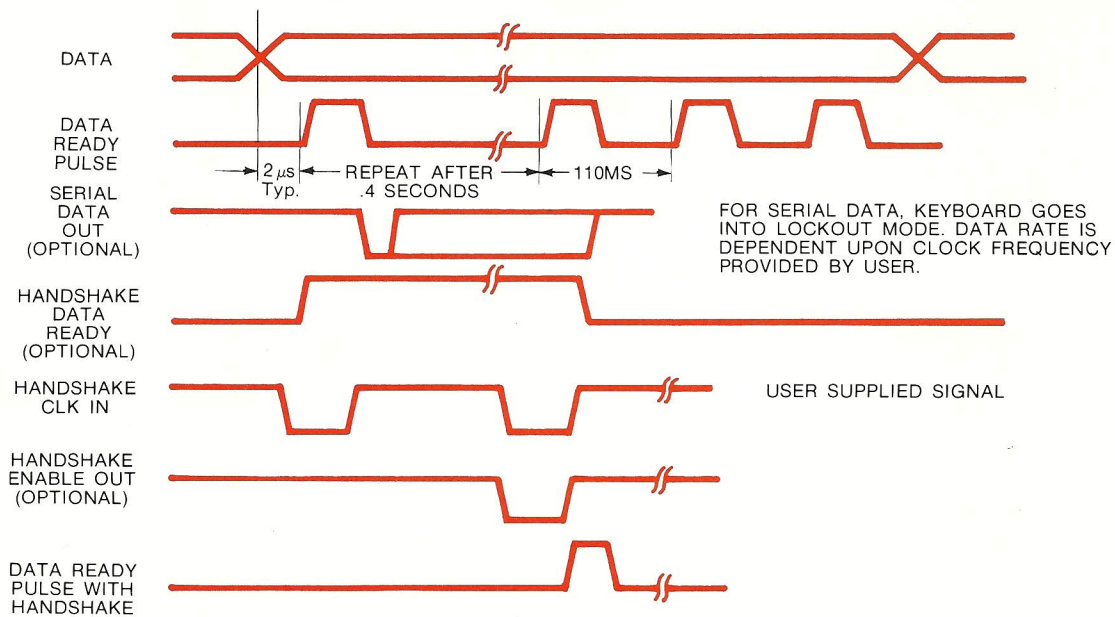 DATA
DATA
READY
PULSE
2 µs
Typ.
REPEAT AFTER
.4 SECONDS
110MS
SERIAL
DATA
OUT
(OPTIONAL)
FOR SERIAL DATA, KEYBOARD GOES
INTO LOCKOUT MODE. DATA RATE IS
DEPENDENT UPON CLOCK FREQUENCY
PROVIDED BY USER.
HANDSHAKE
DATA
READY
(OPTIONAL)
HANDSHAKE
CLK IN
USER SUPPLIED SIGNAL
HANDSHAKE
ENABLE OUT
(OPTIONAL)
DATA READY
PULSE WITH
HANDSHAKE